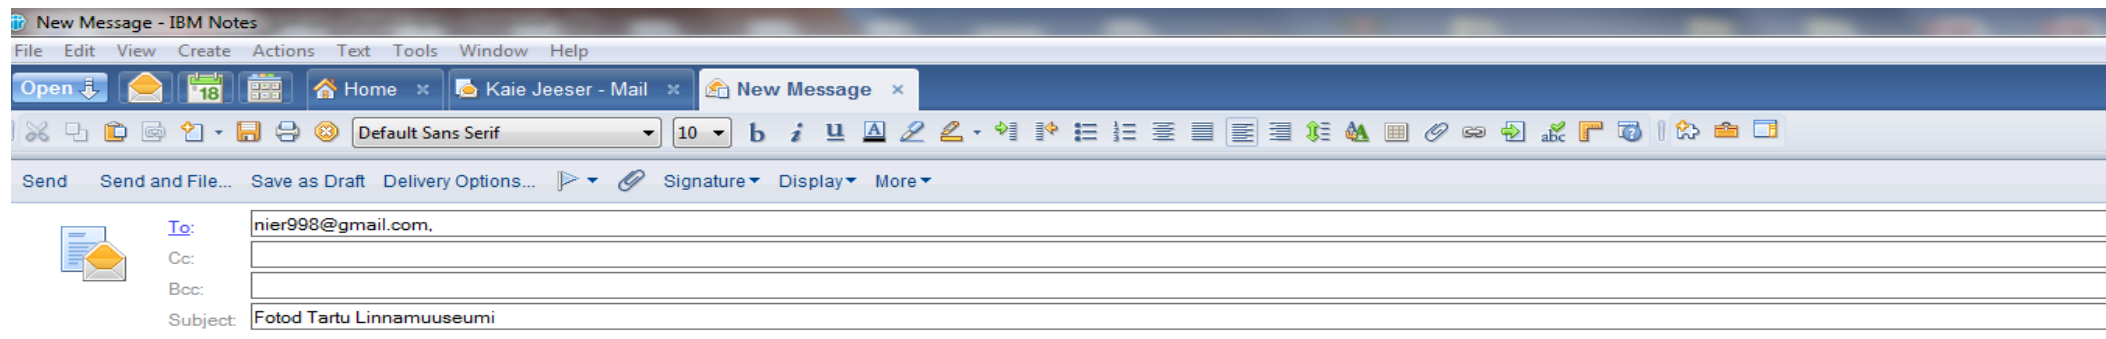 New Message - IBM Notes
File Edit View Create Actions Text Tools Window Help
Open 18 Home Kaie Jeeser - Mail New Message
Default Sans Serif 10 b i u A abc
Send Send and File... Save as Draft Delivery Options... Signature Display More
To: nier998@gmail.com,
Cc:
Bcc:
Subject: Fotod Tartu Linnamuuseumi